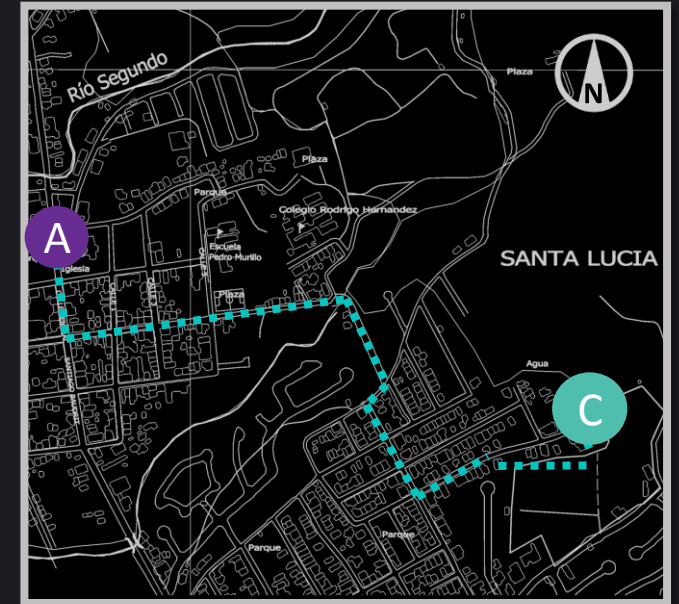 Río Segundo
Plaza
N
Plaza
Parque
Colegio Rodrigo Hernandez
A
Escuela
Pedro Murillo
SANTA LUCIA
Iglesia
Plaza
Agua
C
Parque
Parque